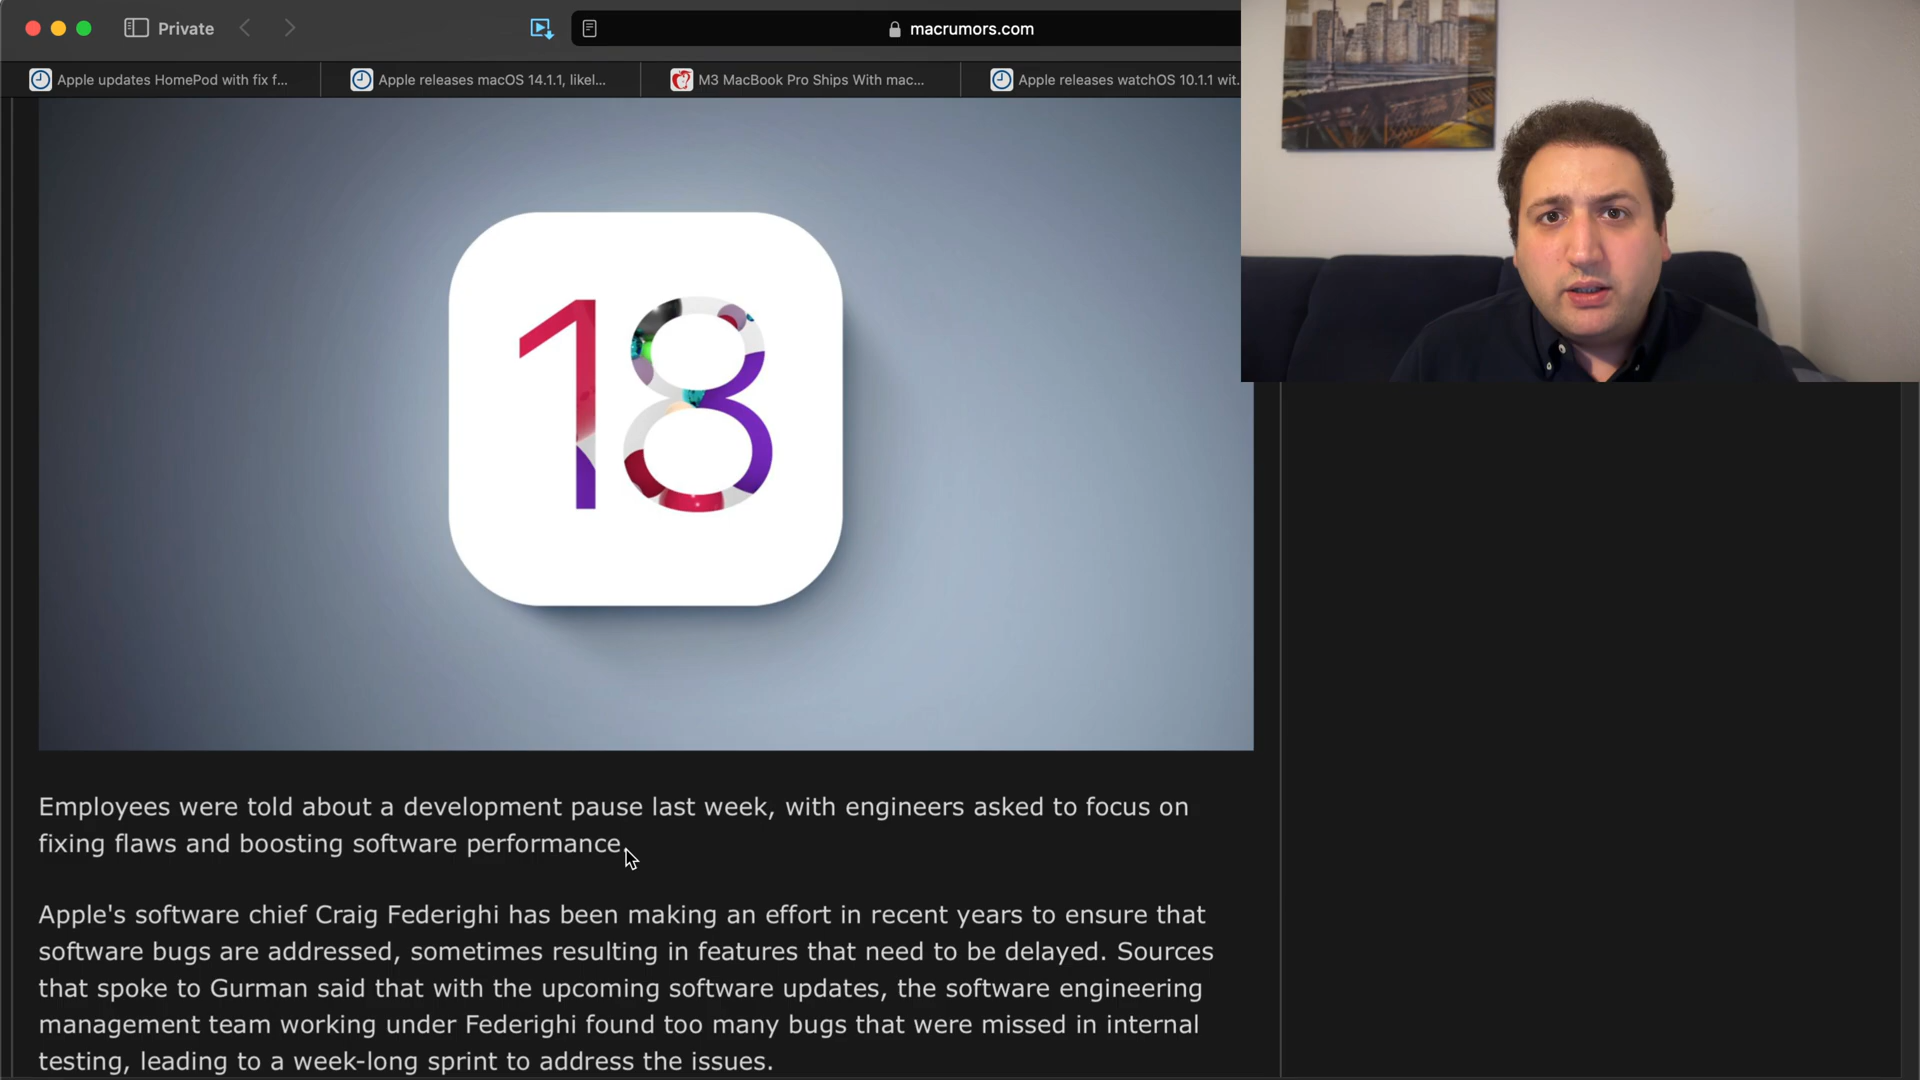 Private
macrumors.com
Apple updates HomePod with fix f...
Apple releases macOS 14.1.1, likel...
M3 MacBook Pro Ships With mac...
Apple releases watchOS 10.1.1 wit.
18
Employees were told about a development pause last week, with engineers asked to focus on
fixing flaws and boosting software performance.
Apple's software chief Craig Federighi has been making an effort in recent years to ensure that
software bugs are addressed, sometimes resulting in features that need to be delayed. Sources
that spoke to Gurman said that with the upcoming software updates, the software engineering
management team working under Federighi found too many bugs that were missed in internal
testing, leading to a week-long sprint to address the issues.